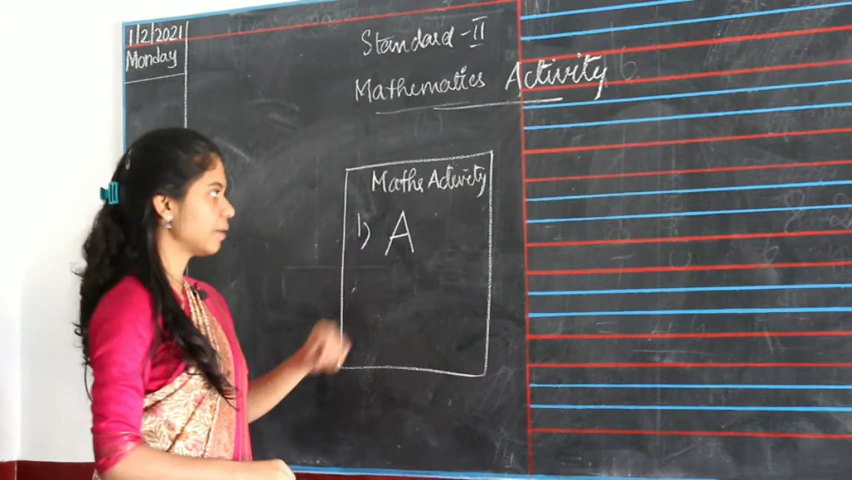 1/2/2021
Monday
Standard - II
Mathematics Activity
Maths Activity
1) A